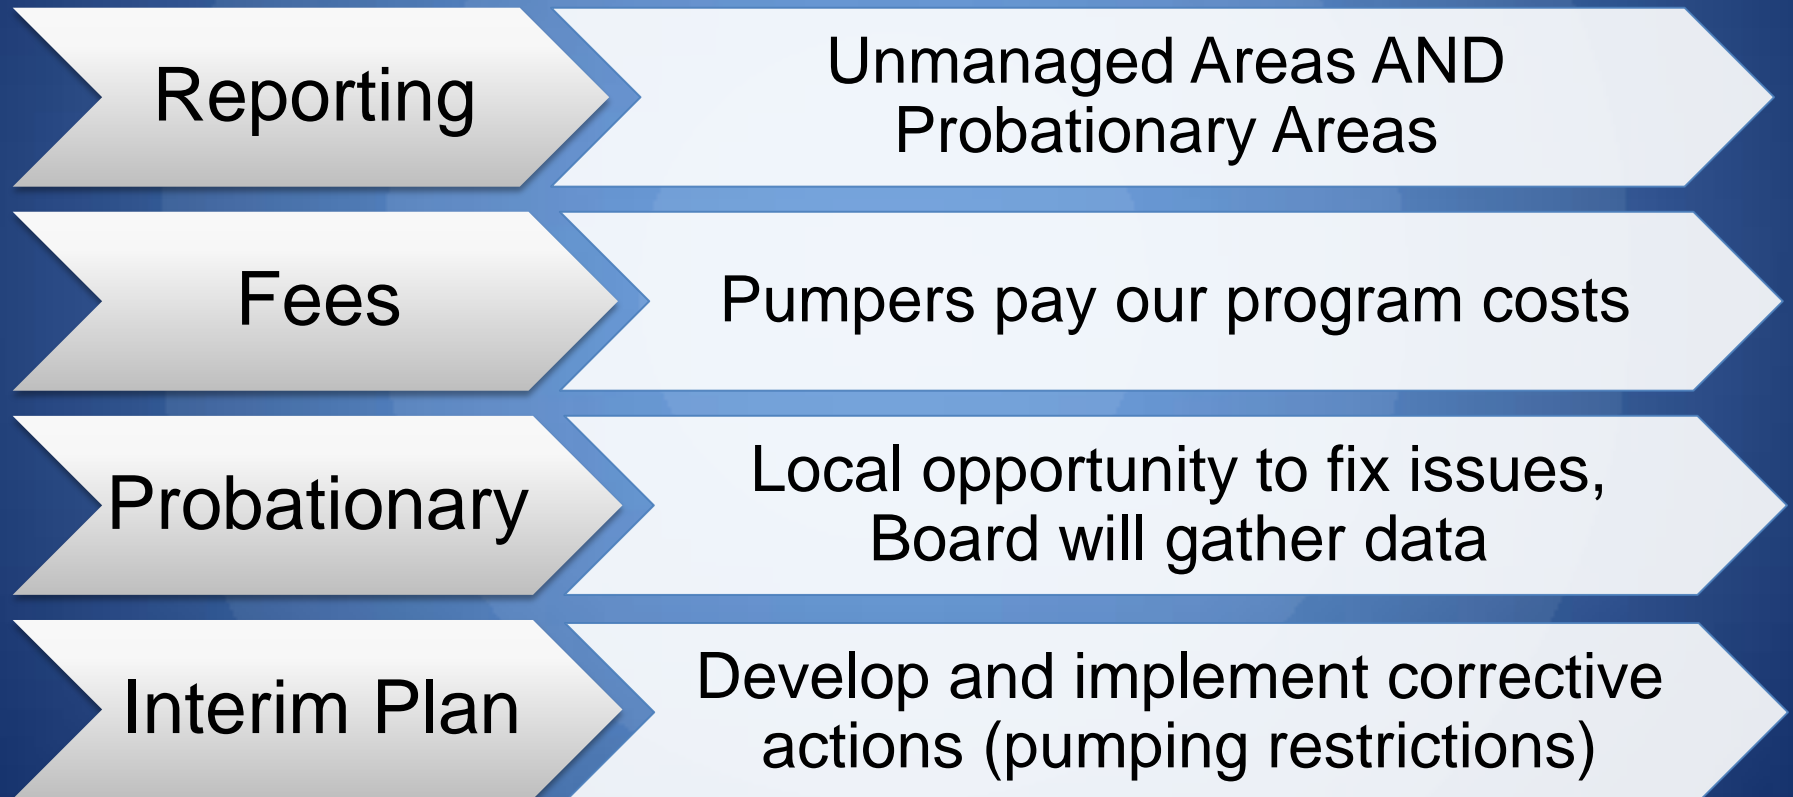 Reporting
Unmanaged Areas AND
Probationary Areas
Fees
Pumpers pay our program costs
Probationary
Local opportunity to fix issues,
Board will gather data
Interim Plan
Develop and implement corrective
actions (pumping restrictions)